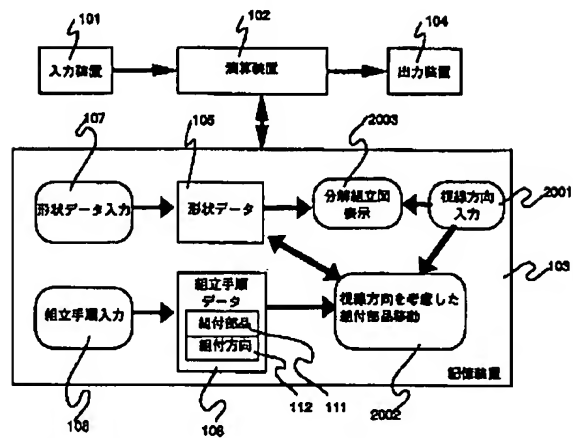 101
102
104
入力装置
演算装置
出力装置
107
105
2003
2001
形状データ入力
形状データ
分解組立図
表示
視線方向
入力
103
組立手順入力
組立手順
データ
組付部品
組付方向
視線方向を考慮した
組付部品移動
記憶装置
108
106
112
111
2002